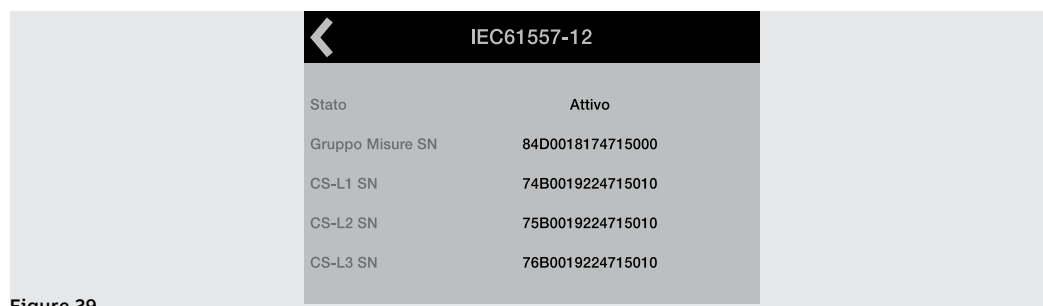 IEC61557-12
Stato Attivo
Gruppo Misure SN 84D0018174715000
CS-L1 SN 74B0019224715010
CS-L2 SN 75B0019224715010
CS-L3 SN 76B0019224715010
Figure 39